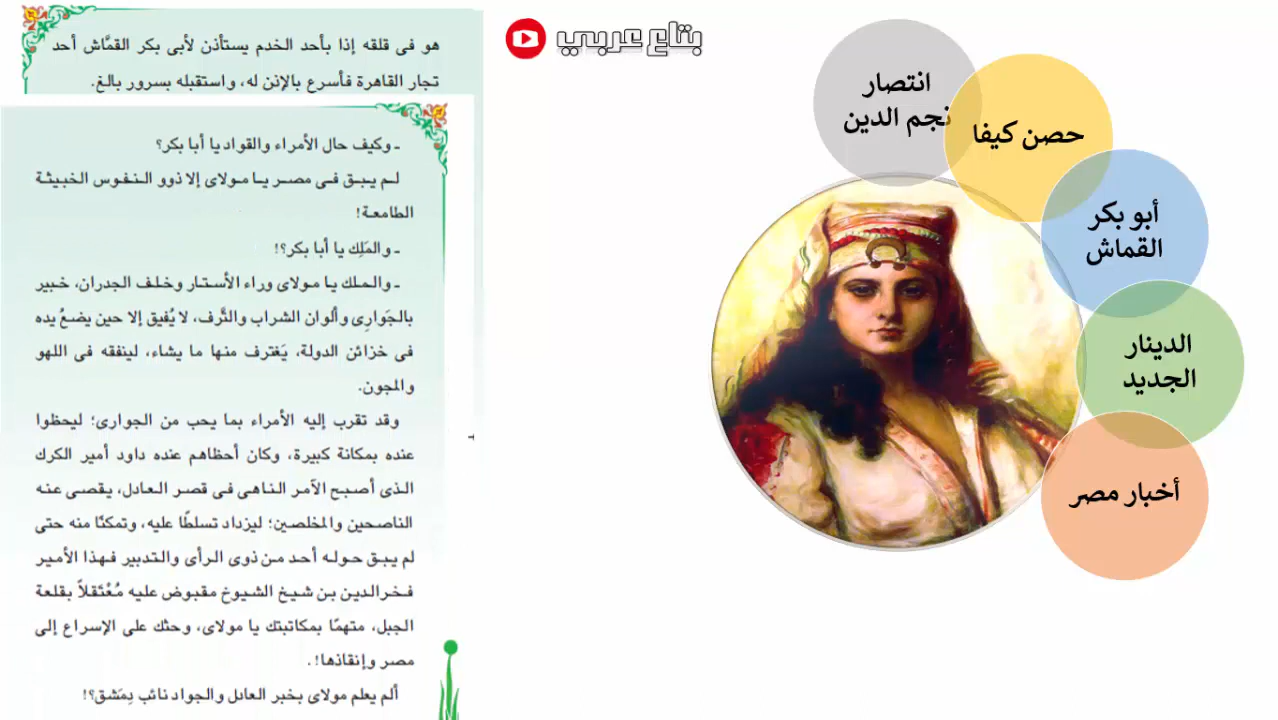 هو فى قلقه إذا بأحد الخدم يستأذن لأبى بكر القمَّاش أحد
تجار القاهرة فأسرع بالإذن له، واستقبله بسرور بالغ.
ـ وكيف حال الأمراء والقواد يا أبا بكر؟
لم يبق فى مصر يا مولاى إلا ذوو النفوس الخبيثة
الطامعة!
ـ والمَلِك يا أبا بكر؟!
ـ والملك يا مولاى وراء الأستار وخلف الجدران، خبير
بالجَوارِى وألوان الشراب والتَّرف، لا يُفيق إلا حين يضعُ يده
فى خزائن الدولة، يَغترف منها ما يشاء، لينفقه فى اللهو
والمجون.
وقد تقرب إليه الأمراء بما يحب من الجوارى؛ ليحظوا
عنده بمكانة كبيرة، وكان أحظاهم عنده داود أمير الكرك
الذى أصبح الآمر الناهى فى قصر العادل، يقصى عنه
الناصحين والمخلصين؛ ليزداد تسلطًا عليه، وتمكنًا منه حتى
لم يبق حوله أحد من ذوى الرأى والتدبير فهذا الأمير
فخرالدين بن شيخ الشيوخ مقبوض عليه مُعْتَقلاً بقلعة
الجبل، متهمًا بمكاتبتك يا مولاى، وحثك على الإسراع إلى
مصر وإنقاذها! .
ألم يعلم مولاى بخبر العادل والجواد نائب دِمَشق؟!
بتاع عربي
انتصار
نجم الدين
حصن كيفا
أبو بكر
القماش
الدينار
الجديد
أخبار مصر